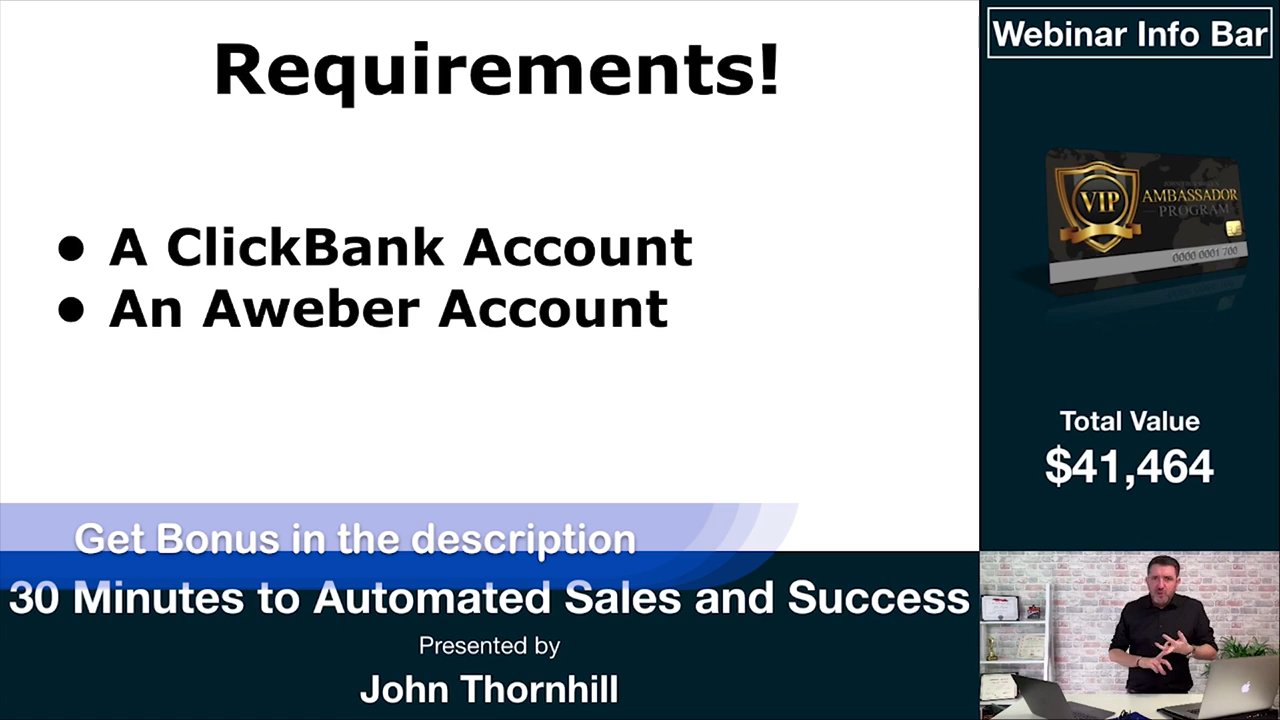 Requirements!
● A ClickBank Account
● An Aweber Account
Get Bonus in the description
30 Minutes to Automated Sales and Success
Presented by
John Thornhill
Webinar Info Bar
VIP
AMBASSADOR
PROGRAM
0000 0001 700
Total Value
$41,464